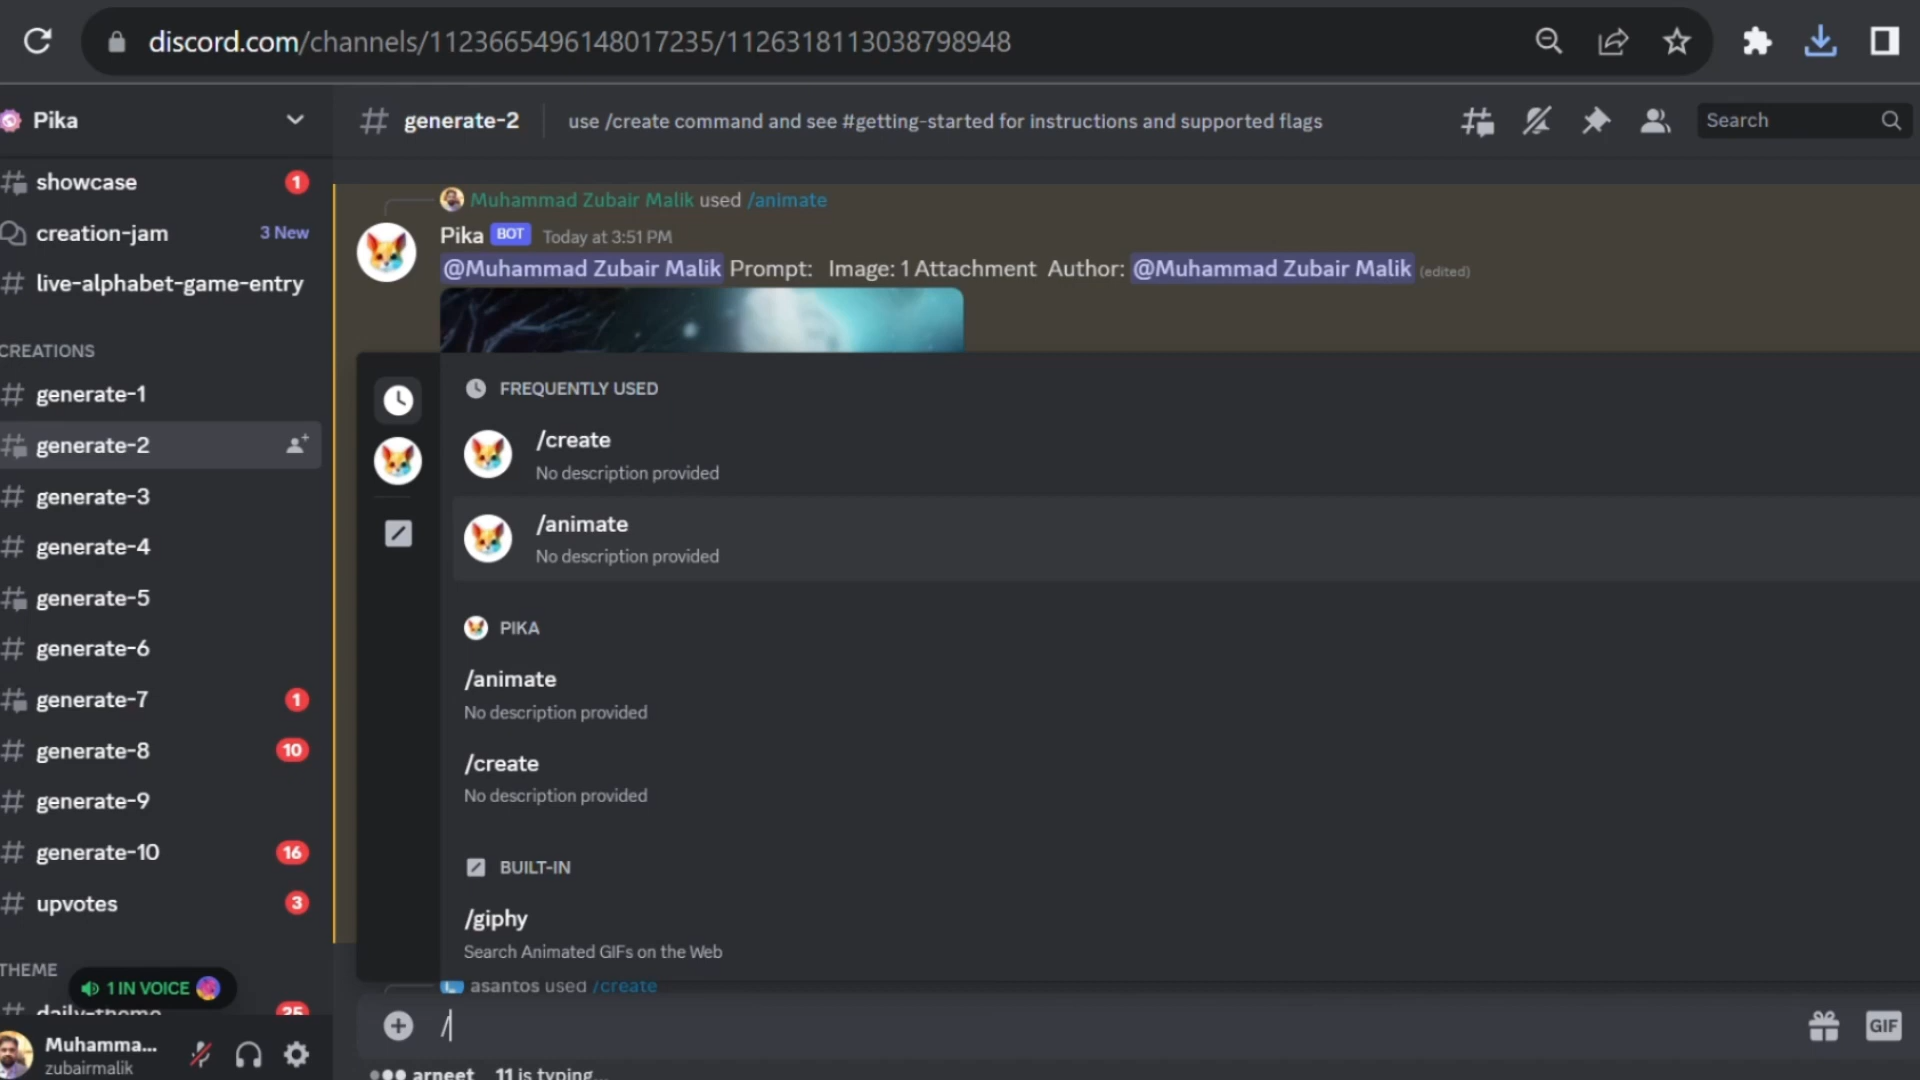 discord.com/channels/1123665496148017235/1126318113038798948
Pika
generate-2
use /create command and see #getting-started for instructions and supported flags
Search
showcase
1
creation-jam
3 New
live-alphabet-game-entry
CREATIONS
generate-1
generate-2
generate-3
generate-4
generate-5
generate-6
generate-7
1
generate-8
10
generate-9
generate-10
16
upvotes
3
THEME
1 IN VOICE
daily-theme
25
Muhamma...
zubairmalik
Muhammad Zubair Malik used /animate
Pika BOT Today at 3:51 PM
@Muhammad Zubair Malik Prompt: Image: 1 Attachment Author: @Muhammad Zubair Malik (edited)
FREQUENTLY USED
/create
No description provided
/animate
No description provided
PIKA
/animate
No description provided
/create
No description provided
BUILT-IN
/giphy
Search Animated GIFs on the Web
asantos used /create
/
GIF
arneet_11 is typing...